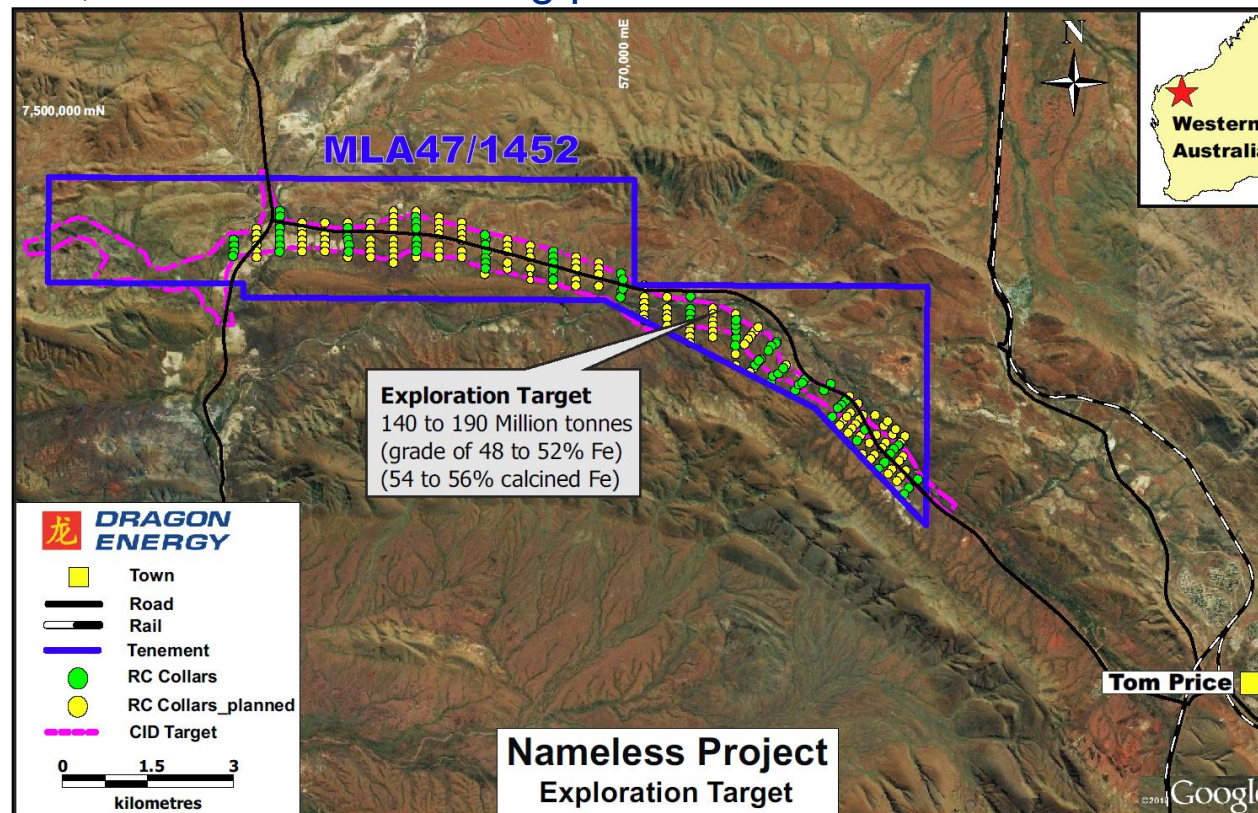 7,500,000 mN
570,000 mE
N
Western
Australia
MLA47/1452
Exploration Target
140 to 190 Million tonnes
(grade of 48 to 52% Fe)
(54 to 56% calcined Fe)
龙 DRAGON
ENERGY
Town
Road
Rail
Tenement
RC Collars
RC Collars_planned
CID Target
0 1.5 3
kilometres
Nameless Project
Exploration Target
Tom Price
Google